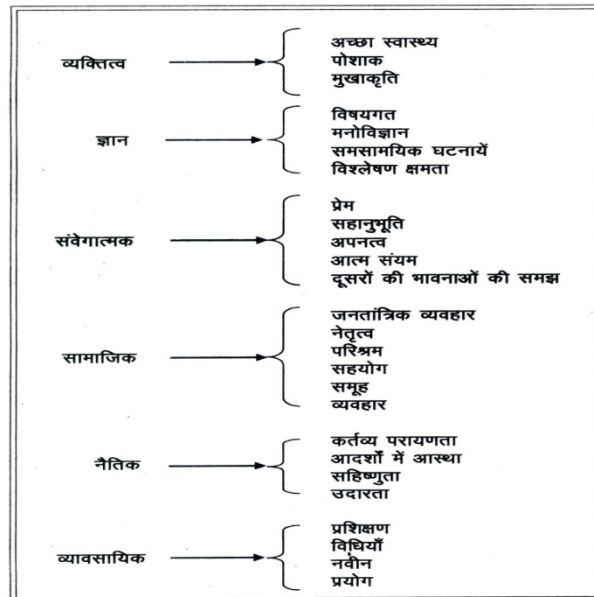 व्यक्तित्व
अच्छा स्वास्थ्य
पोशाक
मुखाकृति
ज्ञान
विषयगत
मनोविज्ञान
समसामयिक घटनायें
विश्लेषण क्षमता
संवेगात्मक
प्रेम
सहानुभूति
अपनत्व
आत्म संयम
दूसरों की भावनाओं की समझ
सामाजिक
जनतांत्रिक व्यवहार
नेतृत्व
परिश्रम
सहयोग
समूह
व्यवहार
नैतिक
कर्तव्य परायणता
आदर्शों में आस्था
सहिष्णुता
उदारता
व्यावसायिक
प्रशिक्षण
विधियाँ
नवीन
प्रयोग